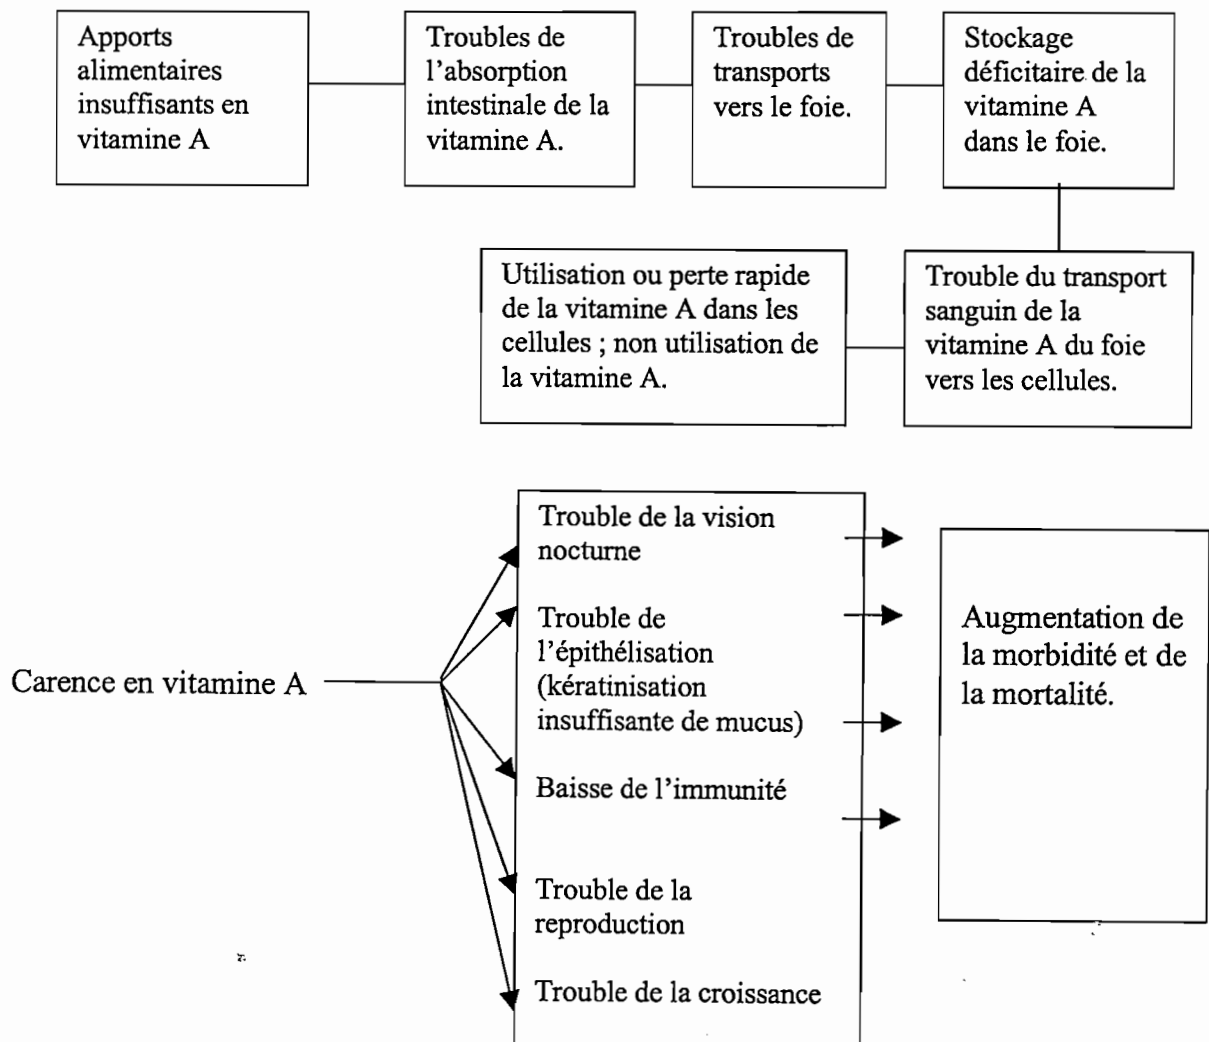 Apports
alimentaires
insuffisants en
vitamine A
Troubles de
l'absorption
intestinale de la
vitamine A.
Troubles de
transports
vers le foie.
Stockage
déficitaire de la
vitamine A
dans le foie.
Utilisation ou perte rapide
de la vitamine A dans les
cellules ; non utilisation de
la vitamine A.
Trouble du transport
sanguin de la
vitamine A du foie
vers les cellules.
Carence en vitamine A
Trouble de la vision
nocturne
Trouble de
l'épithélisation
(kératinisation
insuffisante de mucus)
Baisse de l'immunité
Trouble de la
reproduction
Trouble de la croissance
Augmentation de
la morbidité et de
la mortalité.